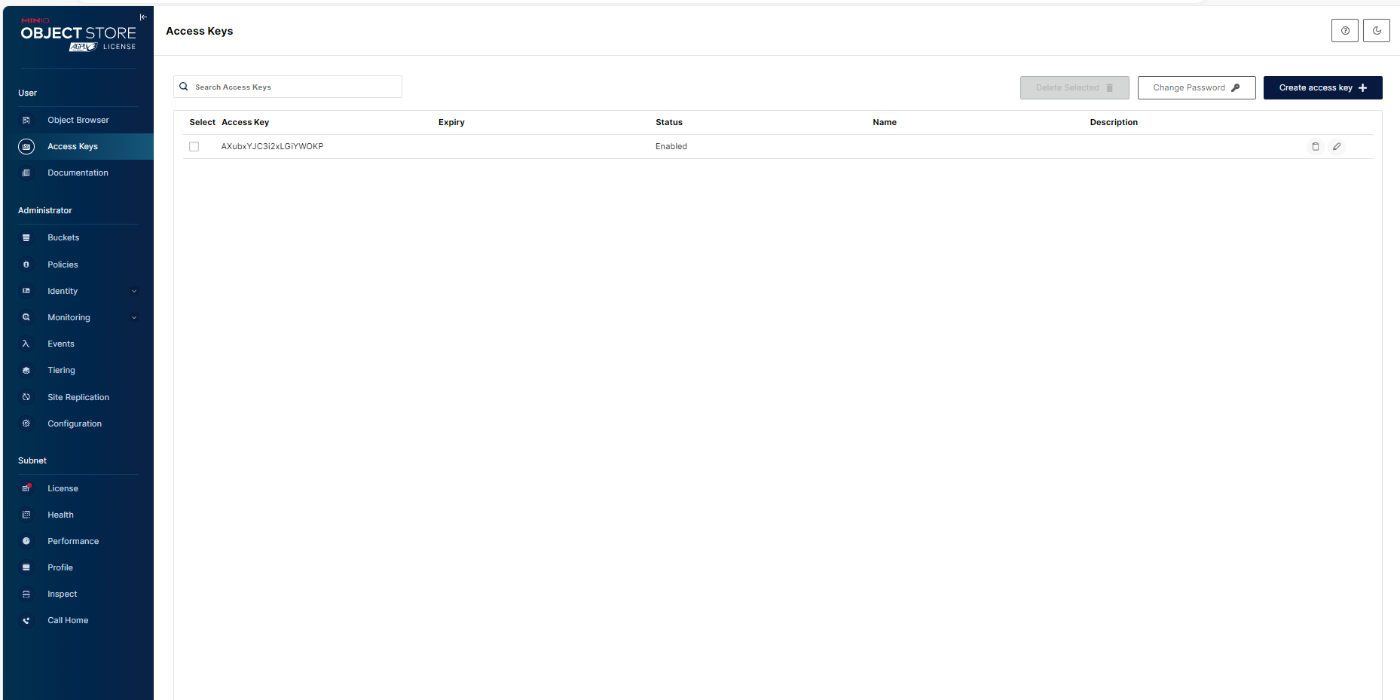 MINIO
OBJECT STORE
AGPLv3 LICENSE
Access Keys
User
Object Browser
Access Keys
Documentation
Administrator
Buckets
Policies
Identity
Monitoring
Events
Tiering
Site Replication
Configuration
Subnet
License
Health
Performance
Profile
Inspect
Call Home
Search Access Keys
Delete Selected
Change Password
Create access key
Select Access Key Expiry Status Name Description
AXubxYJC3i2xLGiYWOKP Enabled